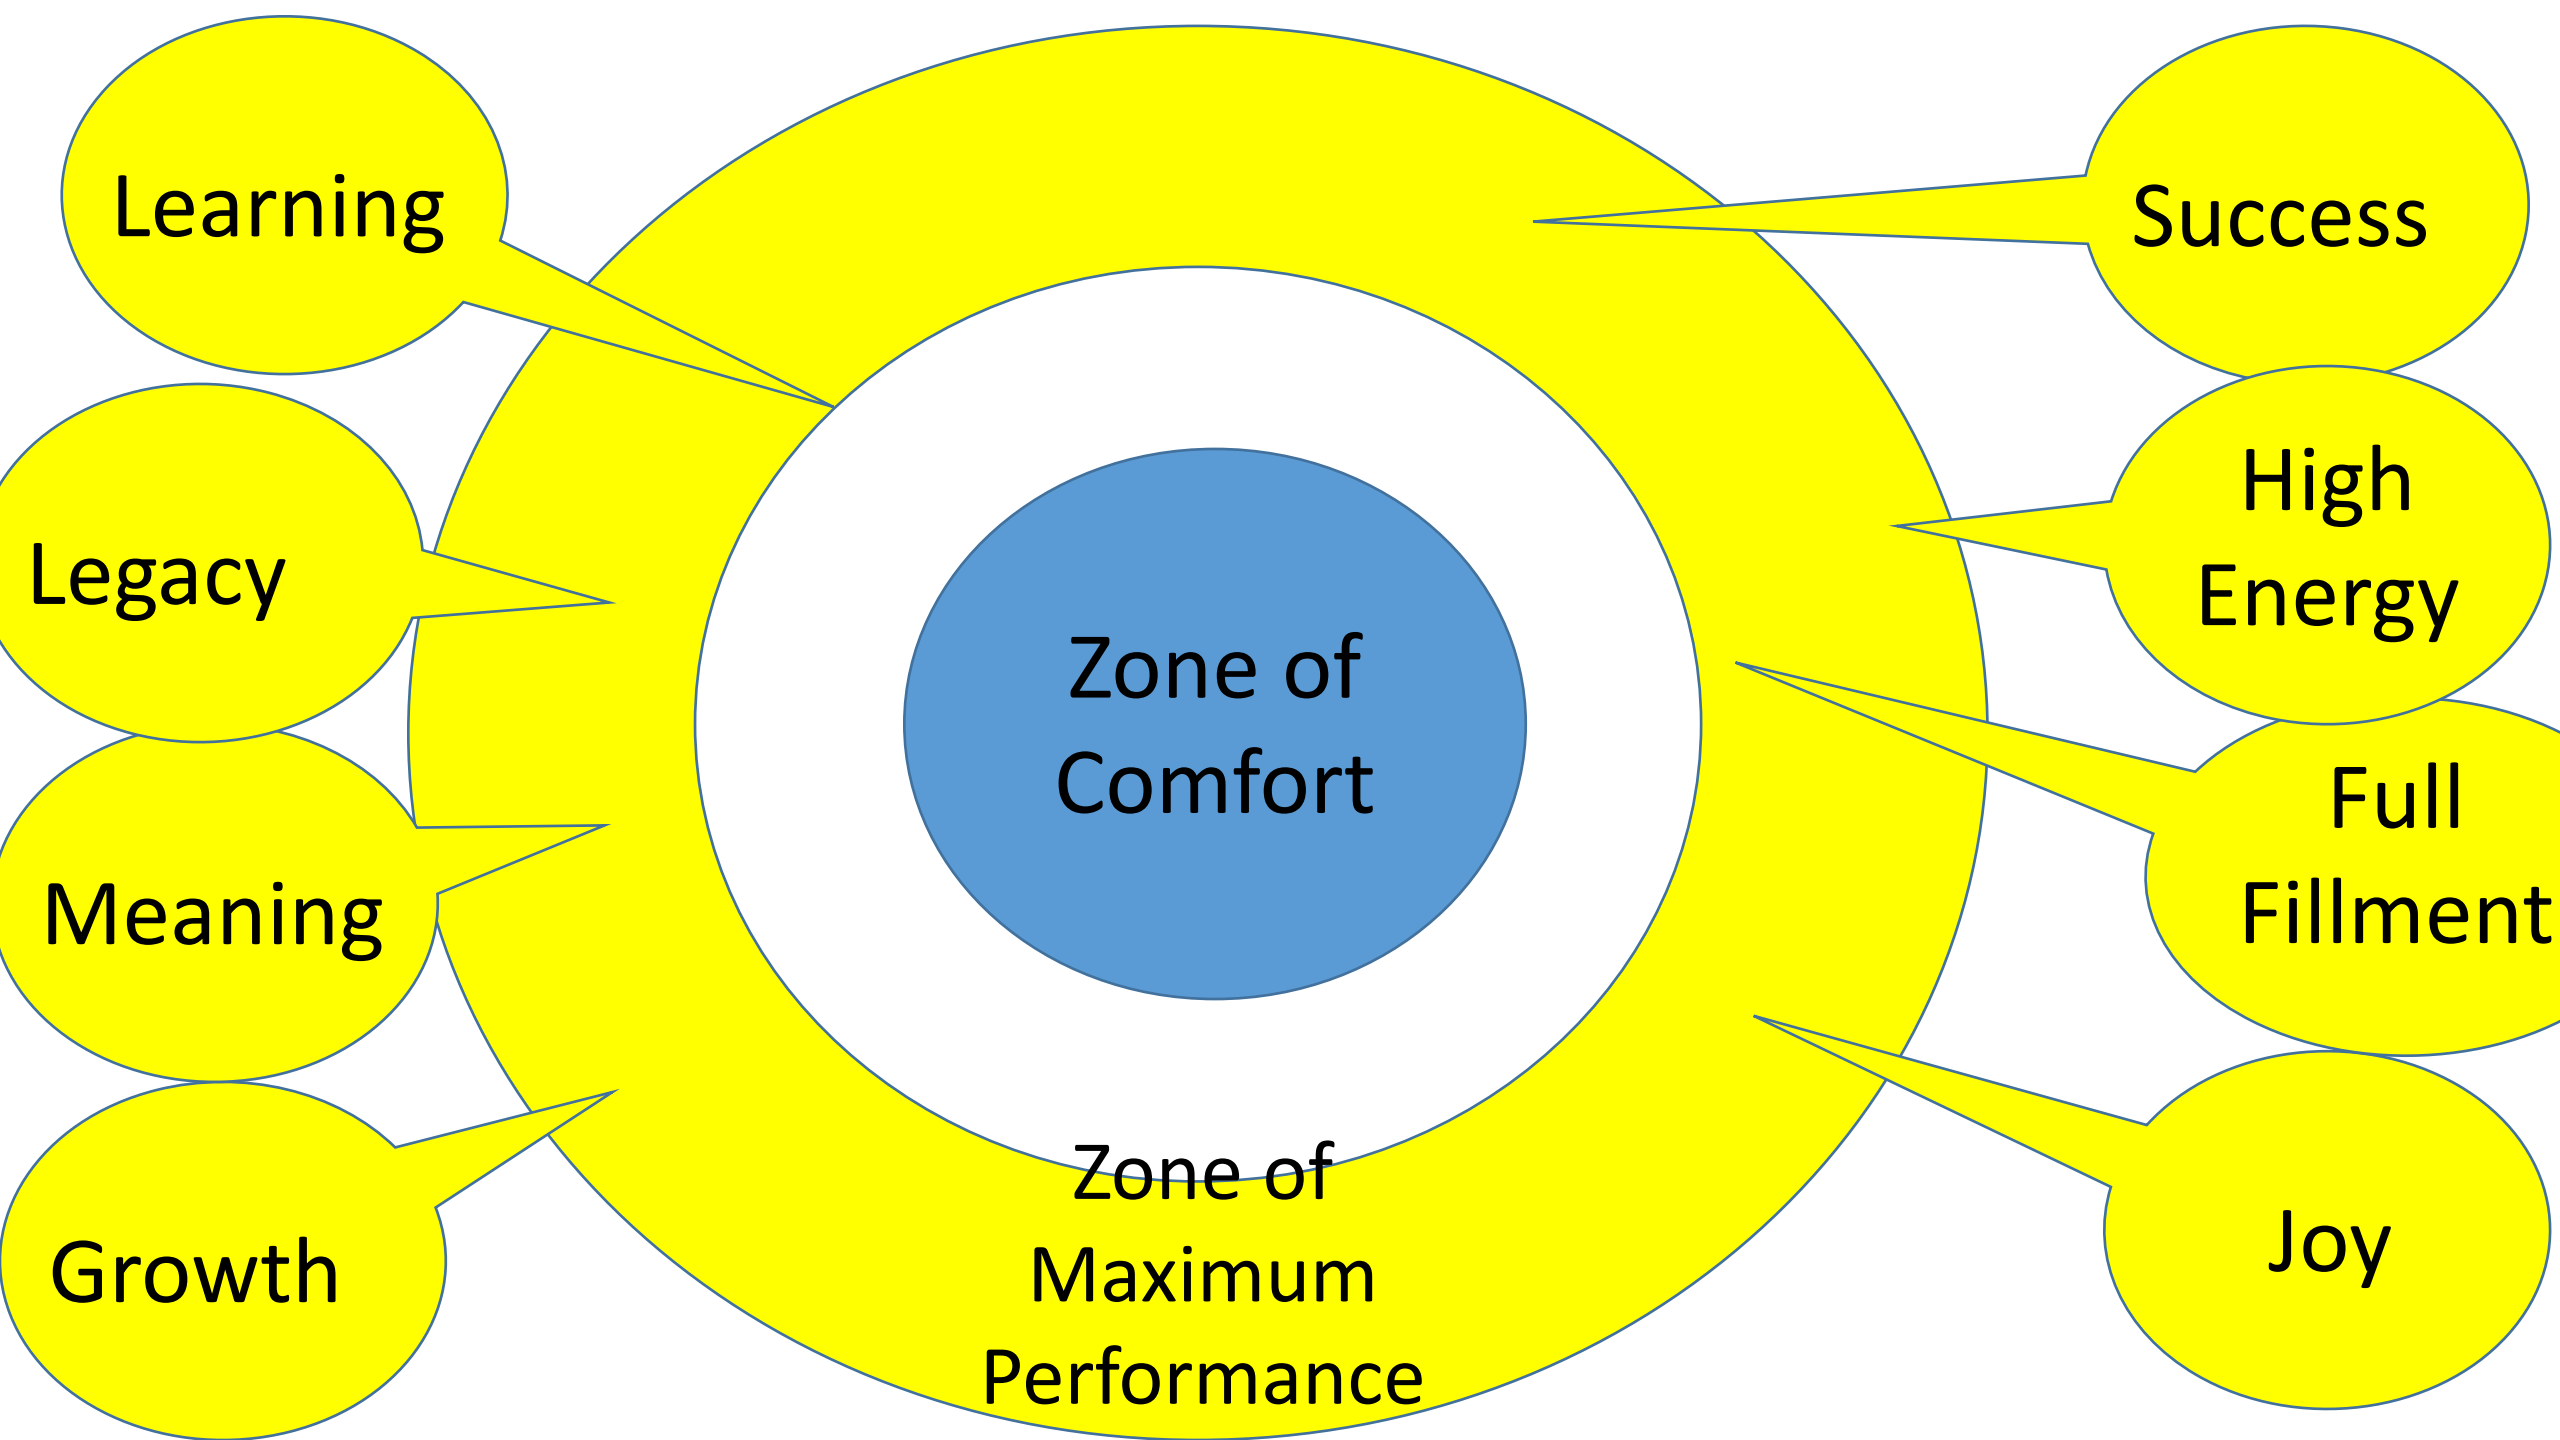 Learning
Legacy
Meaning
Growth
Zone of
Comfort
Zone of
Maximum
Performance
Success
High
Energy
Full
Fillment
Joy